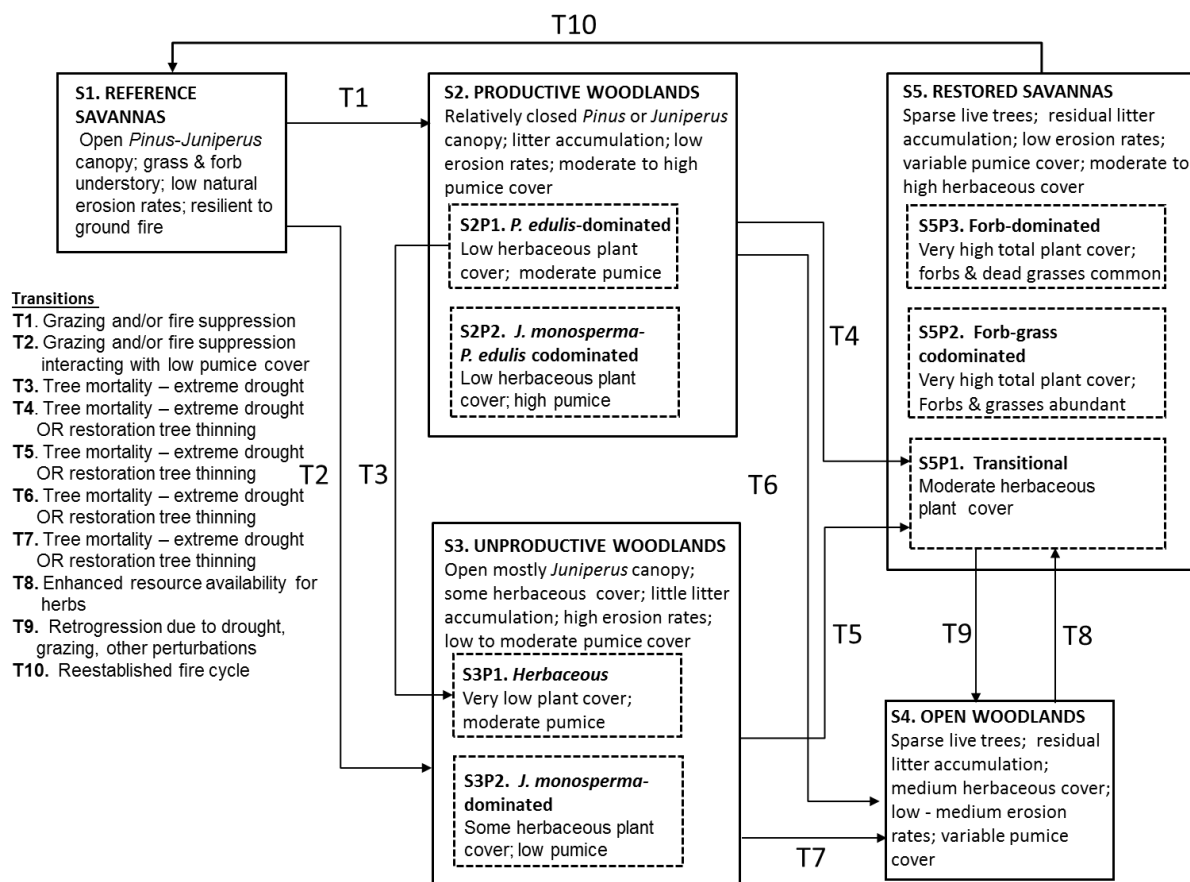 T10
S1. REFERENCE
SAVANNAS
Open Pinus-Juniperus
canopy; grass & forb
understory; low natural
erosion rates; resilient to
ground fire
T1
S2. PRODUCTIVE WOODLANDS
Relatively closed Pinus or Juniperus
canopy; litter accumulation; low
erosion rates; moderate to high
pumice cover
S2P1. P. edulis-dominated
Low herbaceous plant
cover; moderate pumice
S2P2. J. monosperma-
P. edulis codominated
Low herbaceous plant
cover; high pumice
S5. RESTORED SAVANNAS
Sparse live trees; residual litter
accumulation; low erosion rates;
variable pumice cover; moderate to
high herbaceous cover
S5P3. Forb-dominated
Very high total plant cover;
forbs & dead grasses common
S5P2. Forb-grass
codominated
Very high total plant cover;
Forbs & grasses abundant
S5P1. Transitional
Moderate herbaceous
plant cover
Transitions
T1. Grazing and/or fire suppression
T2. Grazing and/or fire suppression
interacting with low pumice cover
T3. Tree mortality – extreme drought
T4. Tree mortality – extreme drought
OR restoration tree thinning
T5. Tree mortality – extreme drought
OR restoration tree thinning
T6. Tree mortality – extreme drought
OR restoration tree thinning
T7. Tree mortality – extreme drought
OR restoration tree thinning
T8. Enhanced resource availability for
herbs
T9. Retrogression due to drought,
grazing, other perturbations
T10. Reestablished fire cycle
T2
T3
T4
T6
S3. UNPRODUCTIVE WOODLANDS
Open mostly Juniperus canopy;
some herbaceous cover; little litter
accumulation; high erosion rates;
low to moderate pumice cover
S3P1. Herbaceous
Very low plant cover;
moderate pumice
S3P2. J. monosperma-
dominated
Some herbaceous plant
cover; low pumice
T5
T9
T8
T7
S4. OPEN WOODLANDS
Sparse live trees; residual
litter accumulation;
medium herbaceous cover;
low - medium erosion
rates; variable pumice
cover